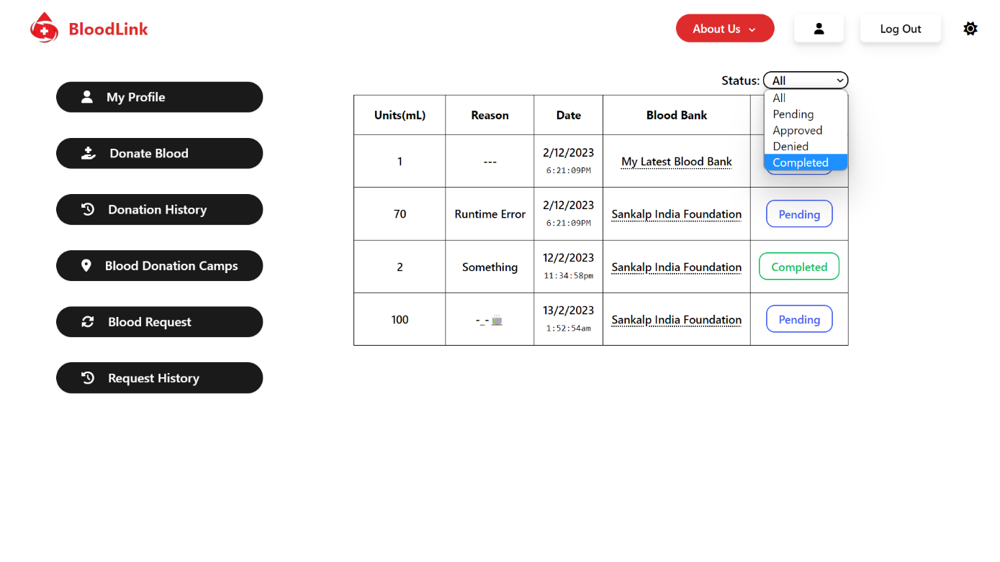 BloodLink
About Us
Log Out
My Profile
Donate Blood
Donation History
Blood Donation Camps
Blood Request
Request History
Status: All
All
Pending
Approved
Denied
Completed
Units(mL) Reason Date Blood Bank
1 --- 2/12/2023 6:21:09PM My Latest Blood Bank
70 Runtime Error 2/12/2023 6:21:09PM Sankalp India Foundation Pending
2 Something 12/2/2023 11:34:58pm Sankalp India Foundation Completed
100 -_-🍵 13/2/2023 1:52:54am Sankalp India Foundation Pending